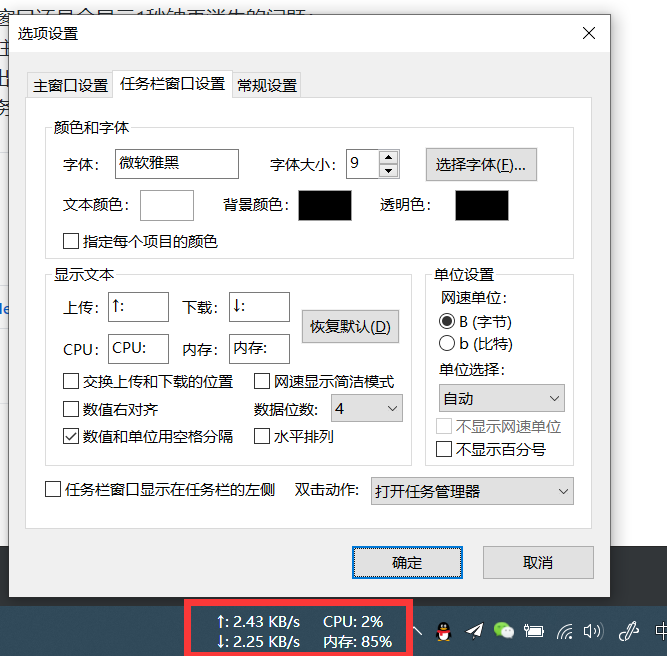 选项设置
主窗口设置 任务栏窗口设置 常规设置
颜色和字体
字体: 微软雅黑 字体大小: 9 选择字体(F)...
文本颜色: 背景颜色: 透明色:
指定每个项目的颜色
显示文本
上传: ↑: 下载: ↓:
恢复默认(D)
CPU: CPU: 内存: 内存:
交换上传和下载的位置 网速显示简洁模式
数值右对齐 数据位数: 4
数值和单位用空格分隔 水平排列
单位设置
网速单位:
B (字节)
b (比特)
单位选择:
自动
不显示网速单位
不显示百分号
任务栏窗口显示在任务栏的左侧 双击动作: 打开任务管理器
确定 取消
↑: 2.43 KB/s CPU: 2%
↓: 2.25 KB/s 内存: 85%